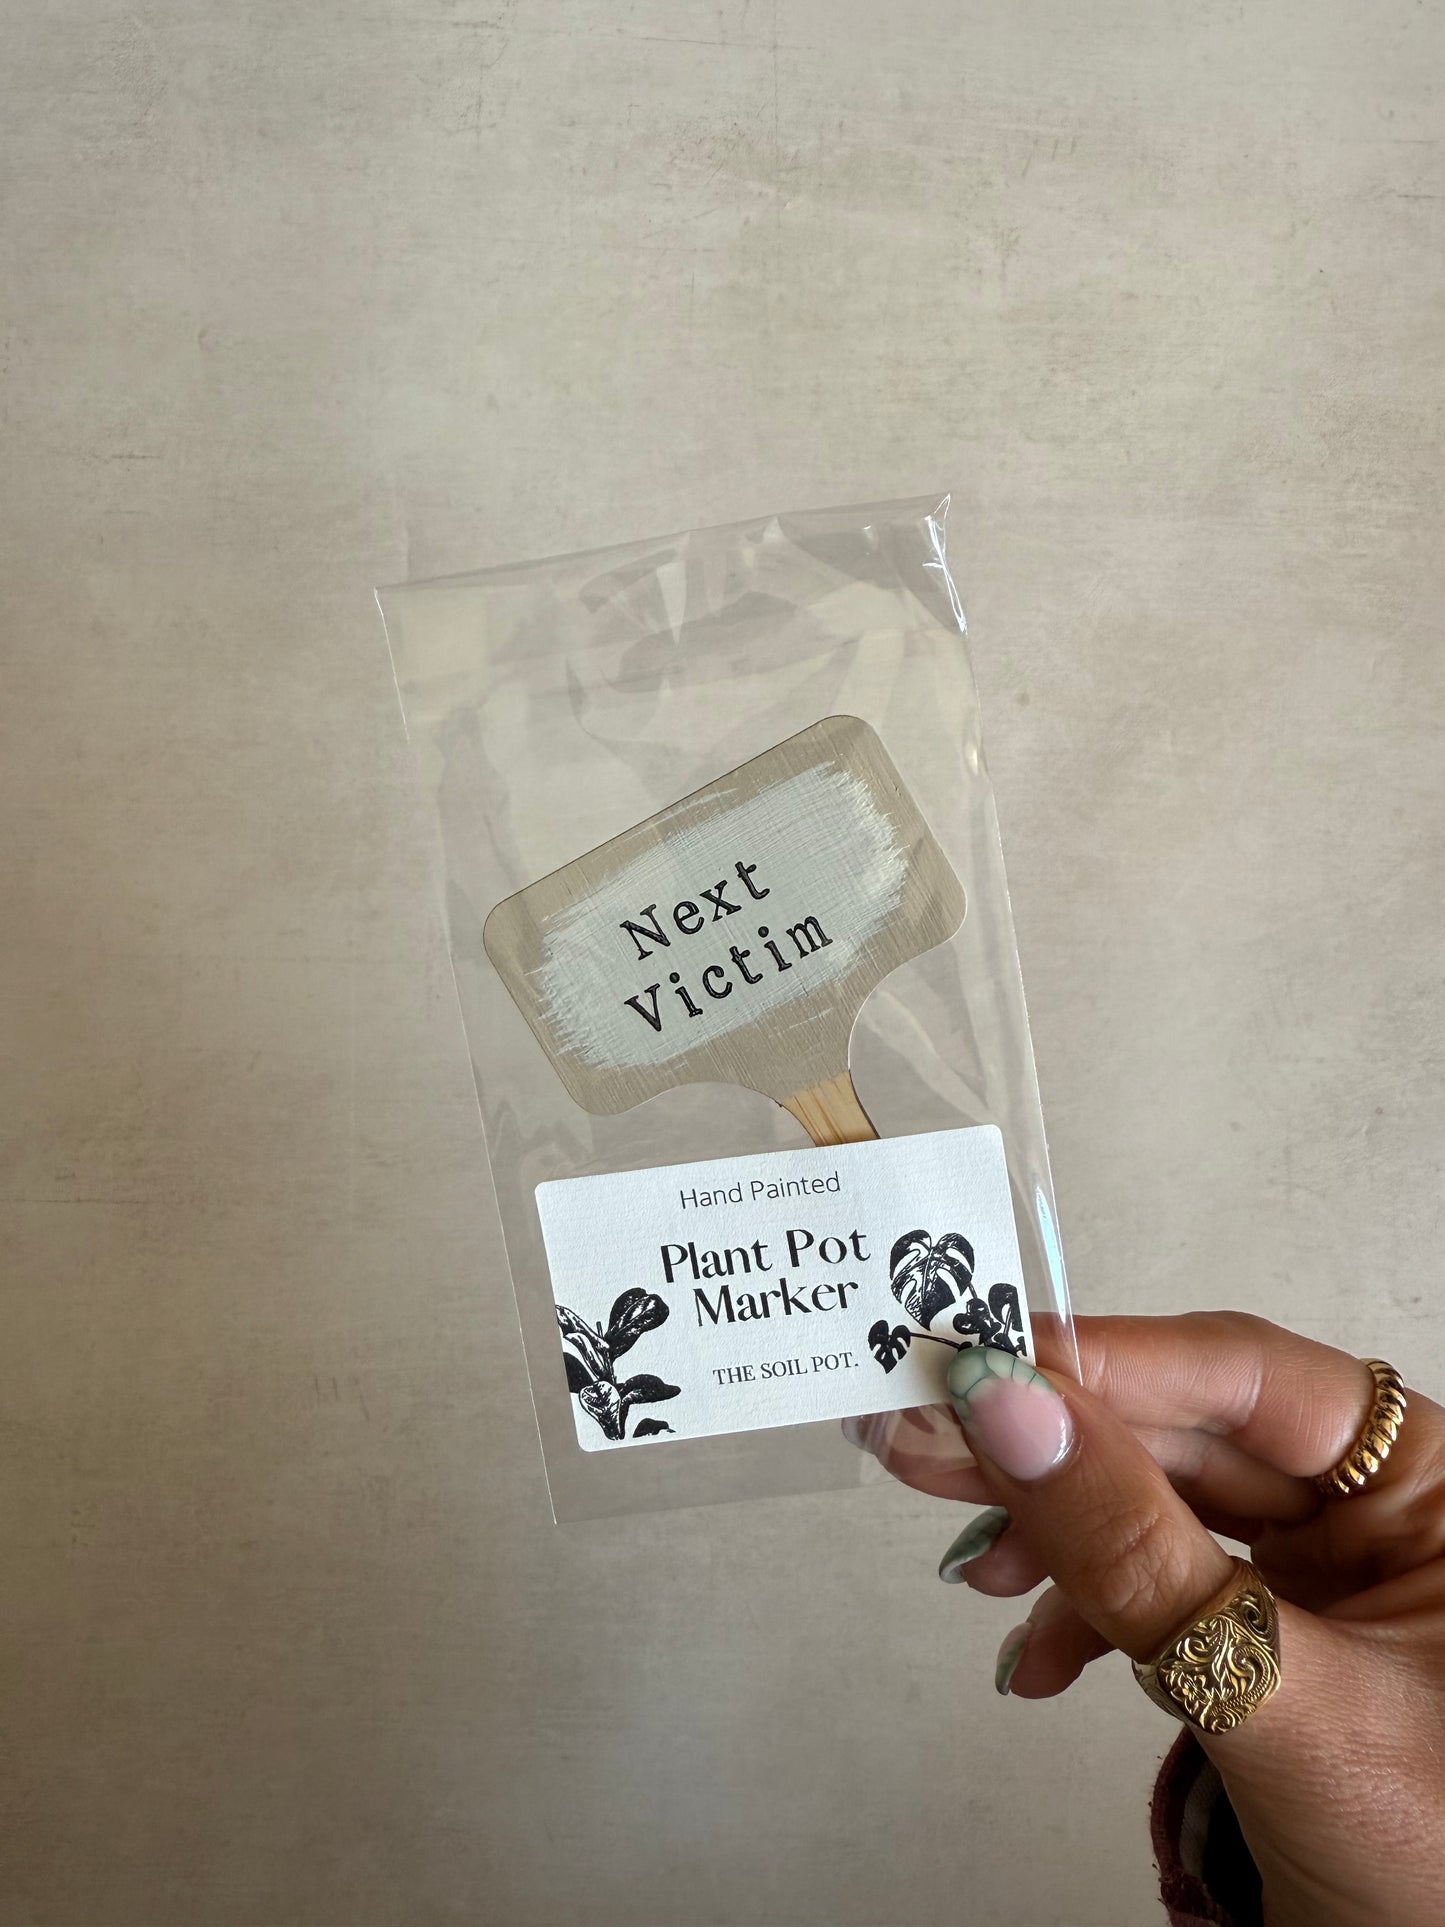 Next
Victim
Hand Painted
Plant Pot
Marker
THE SOIL POT.